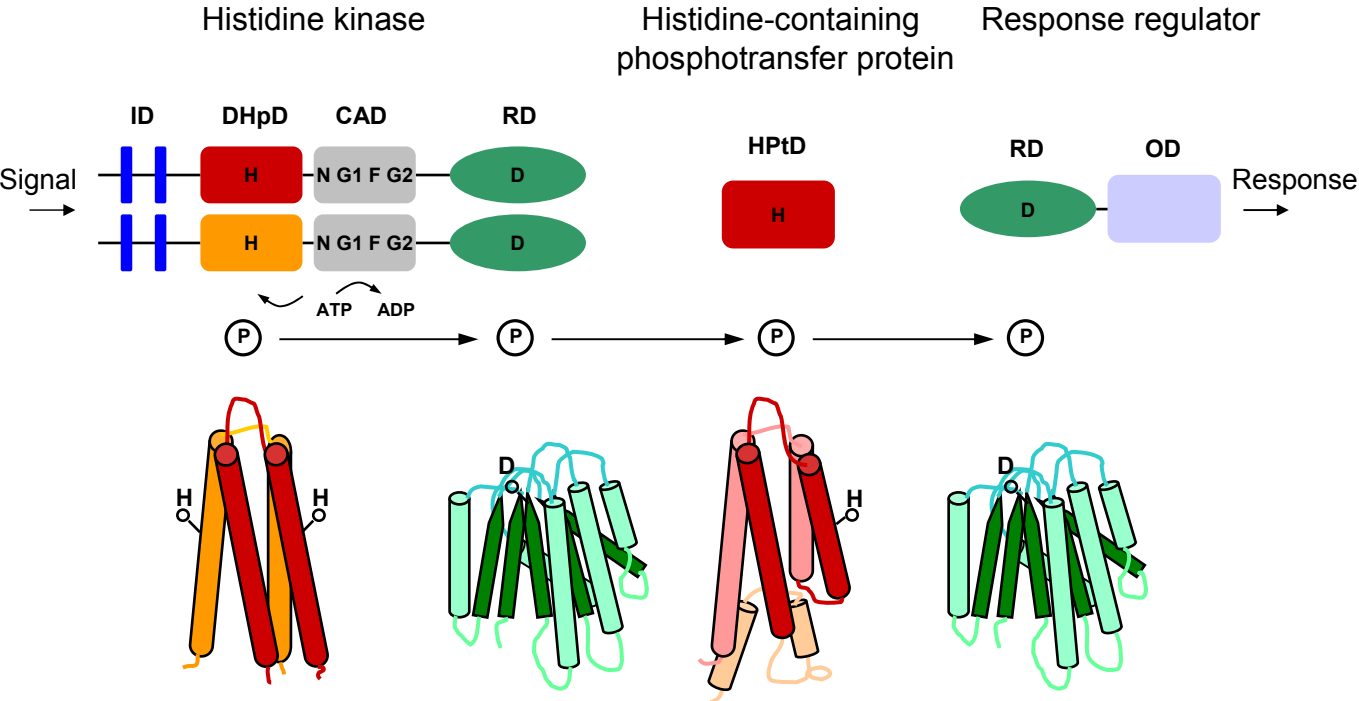 Histidine kinase
Histidine-containing
phosphotransfer protein
Response regulator
ID
DHpD
CAD
RD
HPtD
RD
OD
Signal
H
N G1 F G2
D
H
D
Response
H
N G1 F G2
D
ATP
ADP
P
P
P
P
H
H
D
H
D